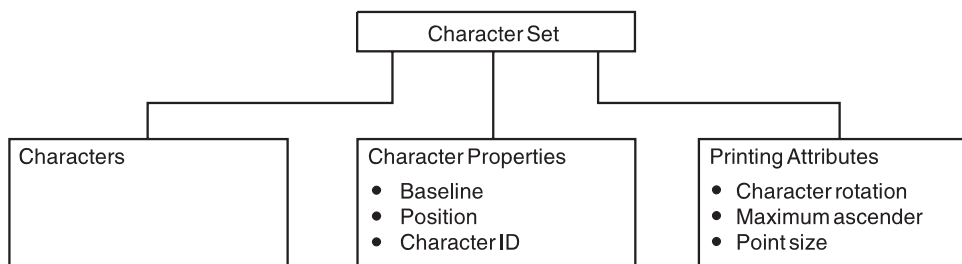 Character Set
Characters
Character Properties
• Baseline
• Position
• Character ID
Printing Attributes
• Character rotation
• Maximum ascender
• Point size